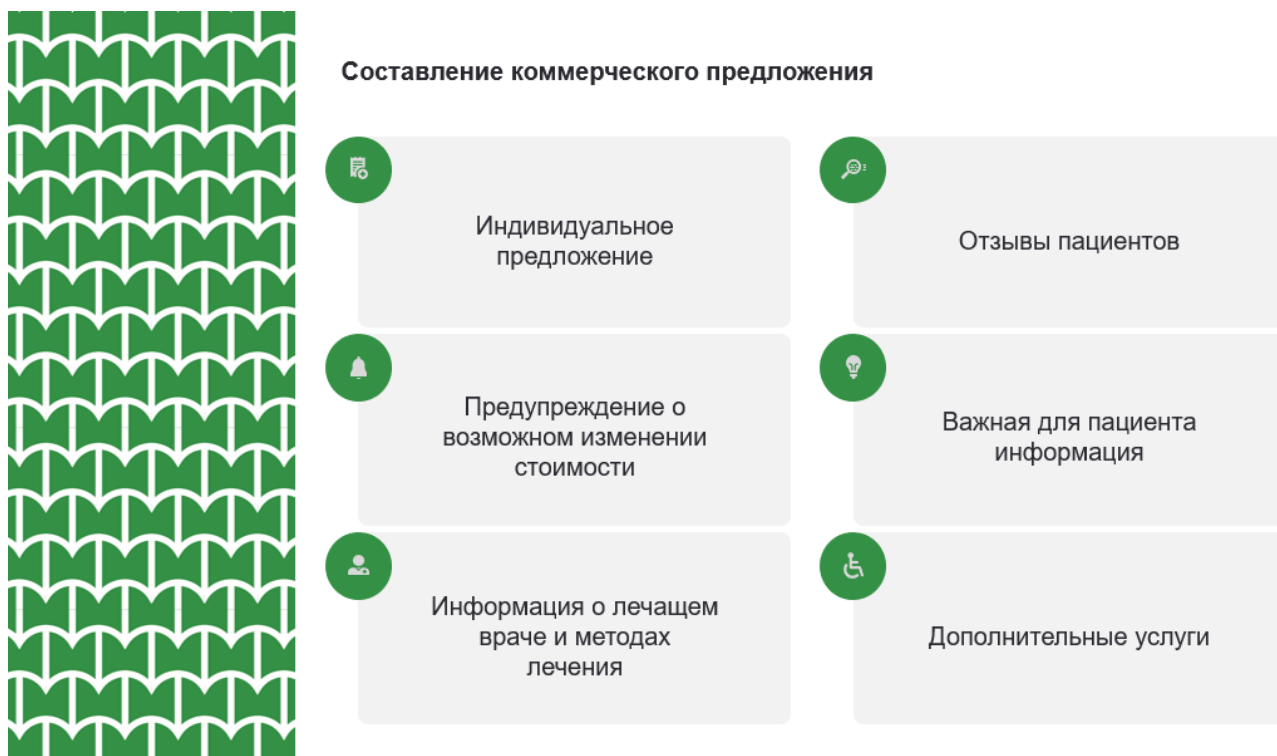 Составление коммерческого предложения
Индивидуальное
предложение
Отзывы пациентов
Предупреждение о
возможном изменении
стоимости
Важная для пациента
информация
Информация о лечащем
враче и методах
лечения
Дополнительные услуги